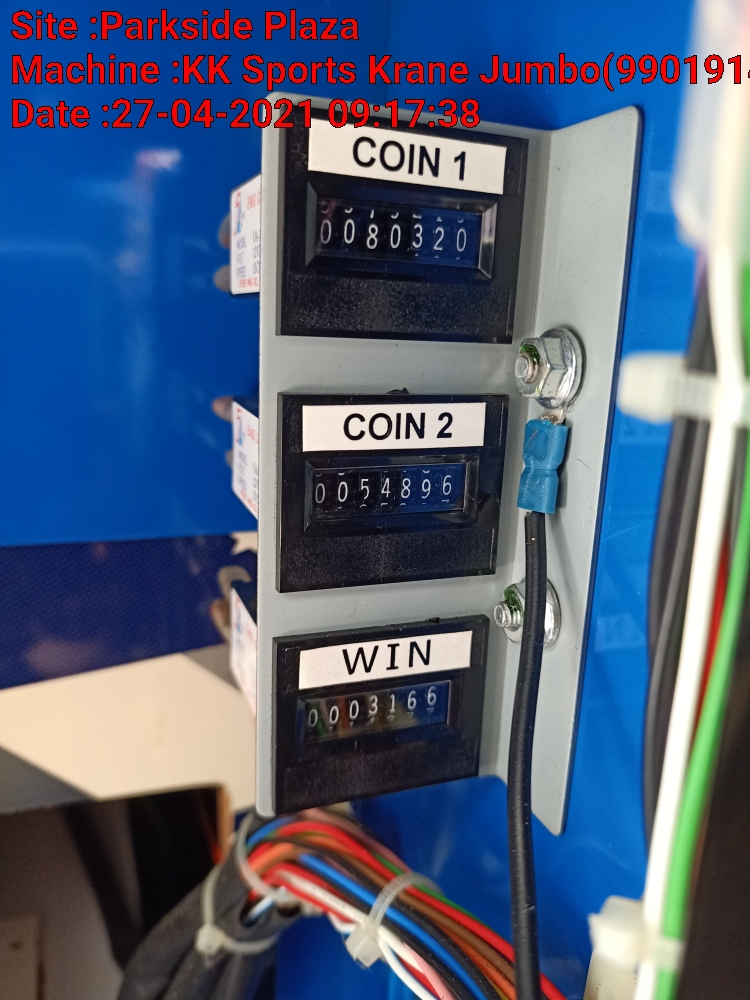 Site :Parkside Plaza
Machine :KK Sports Krane Jumbo(9901914
Date :27-04-2021 09:17:38
COIN 1
0080320
COIN 2
0054896
WIN
0003166